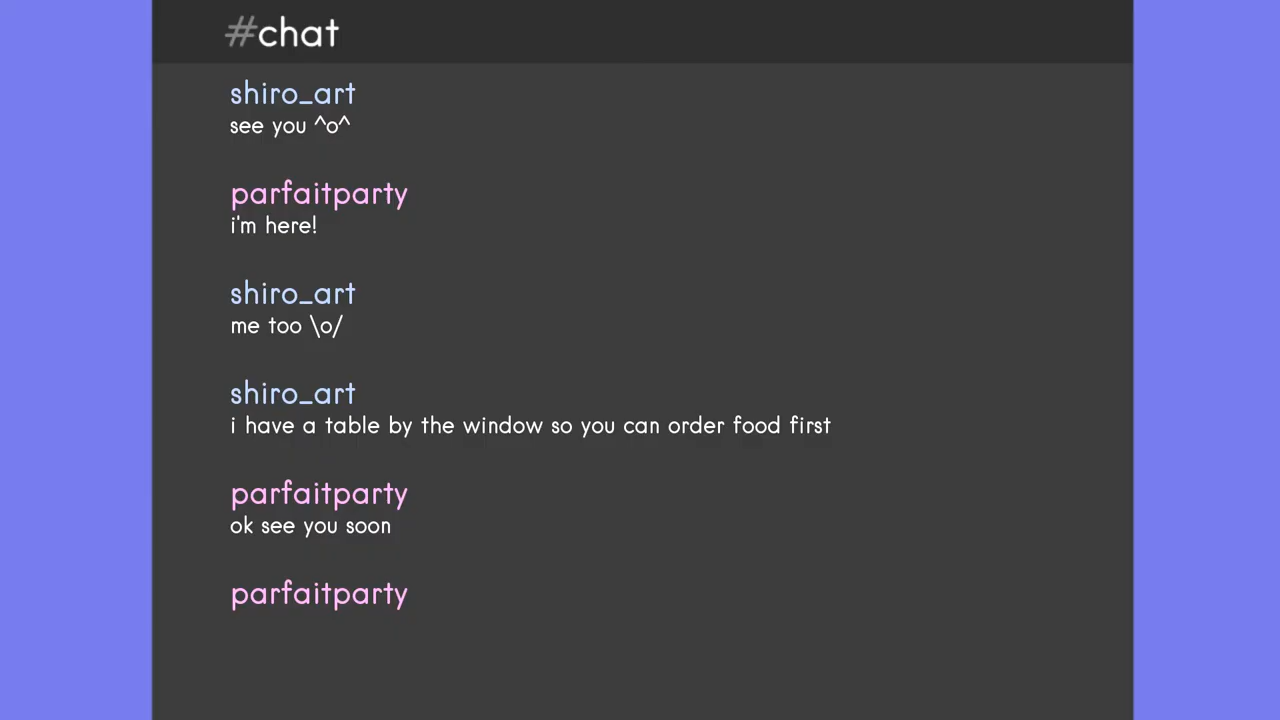 #chat
shiro_art
see you ^o^
parfaitparty
i'm here!
shiro_art
me too \o/
shiro_art
i have a table by the window so you can order food first
parfaitparty
ok see you soon
parfaitparty